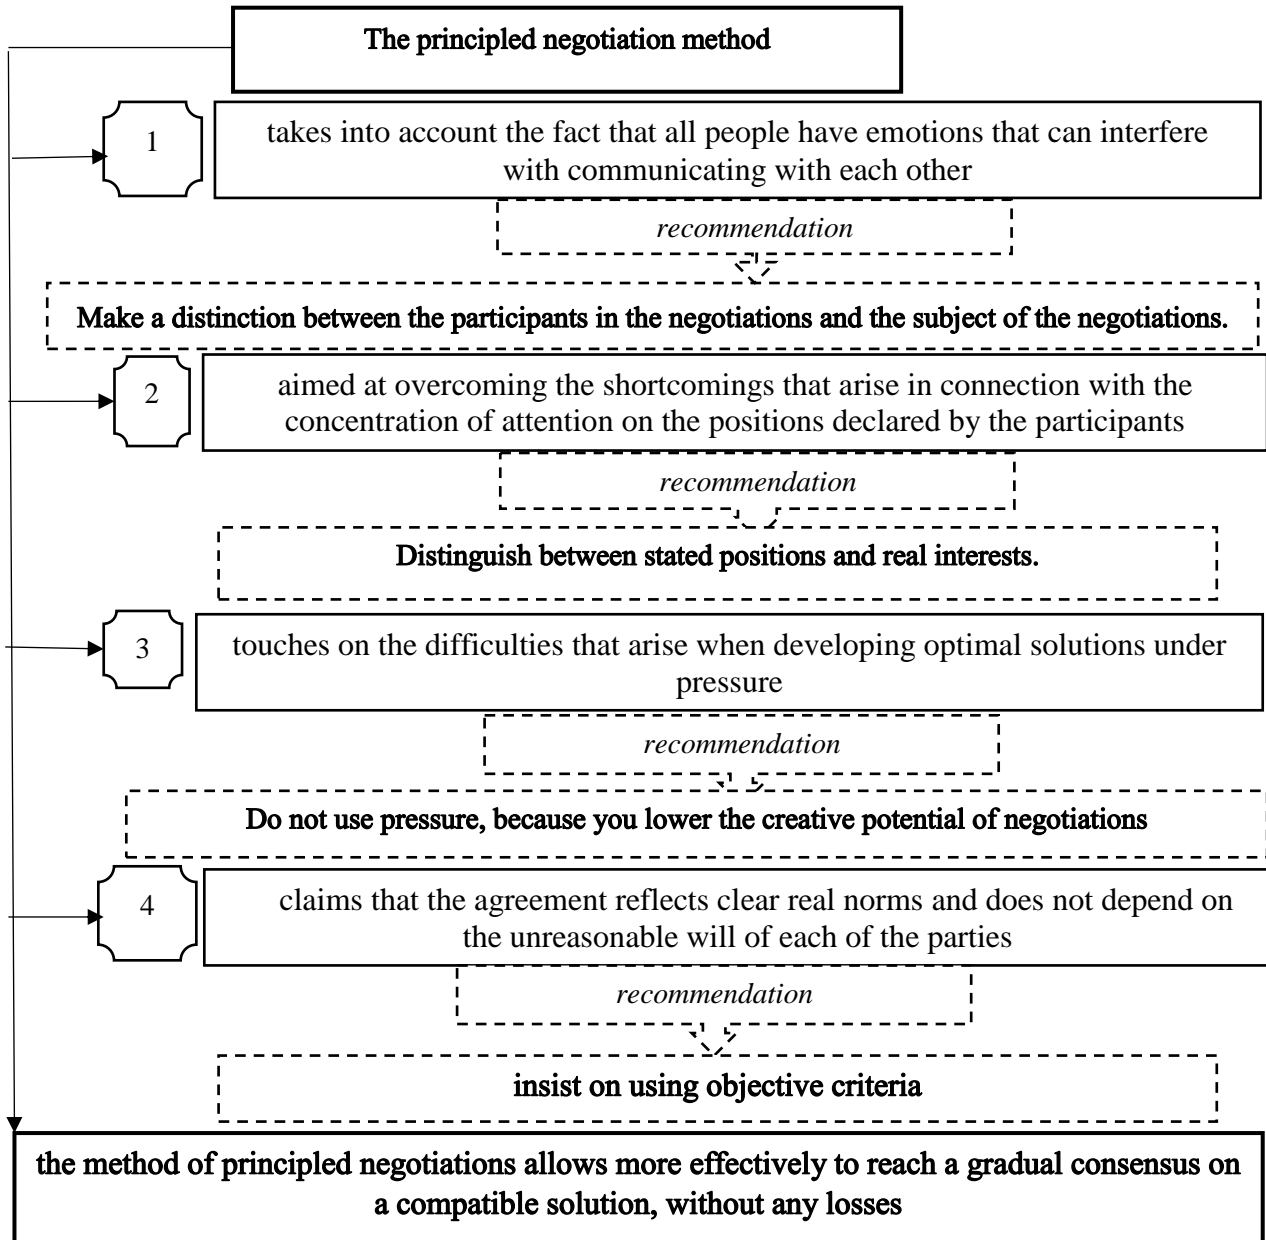 The principled negotiation method
1
takes into account the fact that all people have emotions that can interfere
with communicating with each other
recommendation
Make a distinction between the participants in the negotiations and the subject of the negotiations.
2
aimed at overcoming the shortcomings that arise in connection with the
concentration of attention on the positions declared by the participants
recommendation
Distinguish between stated positions and real interests.
3
touches on the difficulties that arise when developing optimal solutions under
pressure
recommendation
Do not use pressure, because you lower the creative potential of negotiations
4
claims that the agreement reflects clear real norms and does not depend on
the unreasonable will of each of the parties
recommendation
insist on using objective criteria
the method of principled negotiations allows more effectively to reach a gradual consensus on
a compatible solution, without any losses